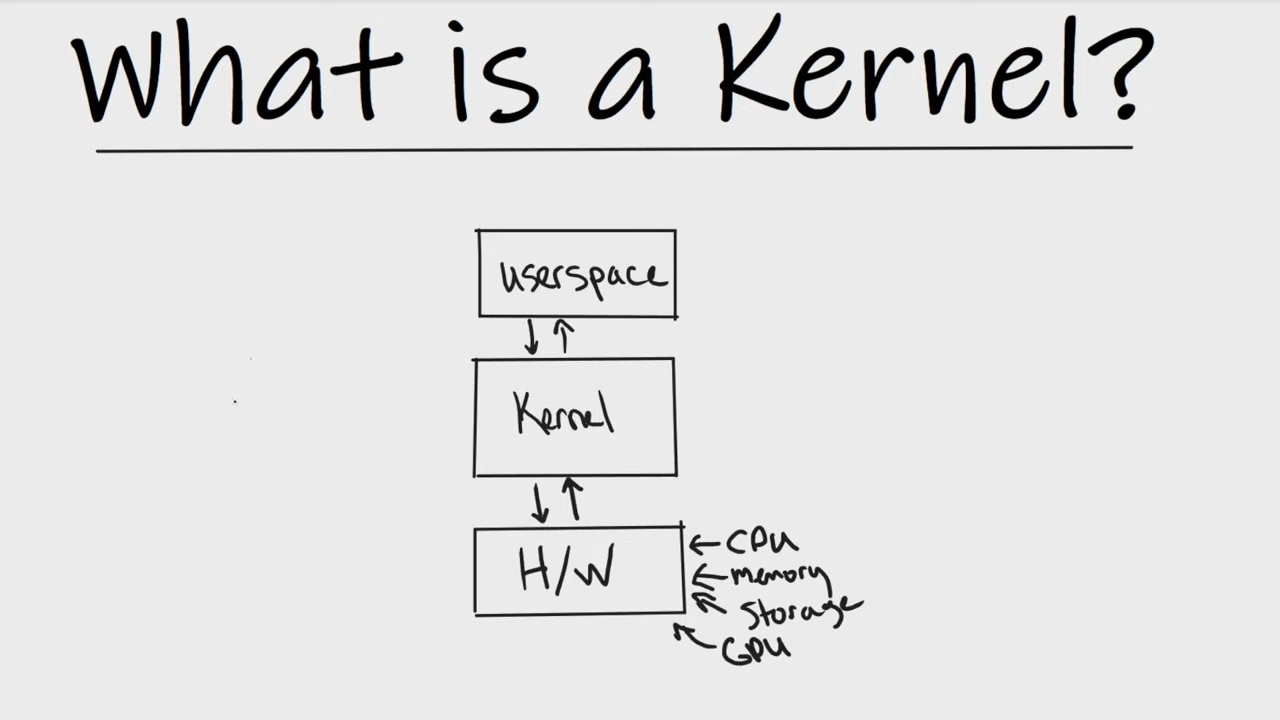 What is a Kernel?
userspace
Kernel
H/W
CPU
memory
Storage
GPU